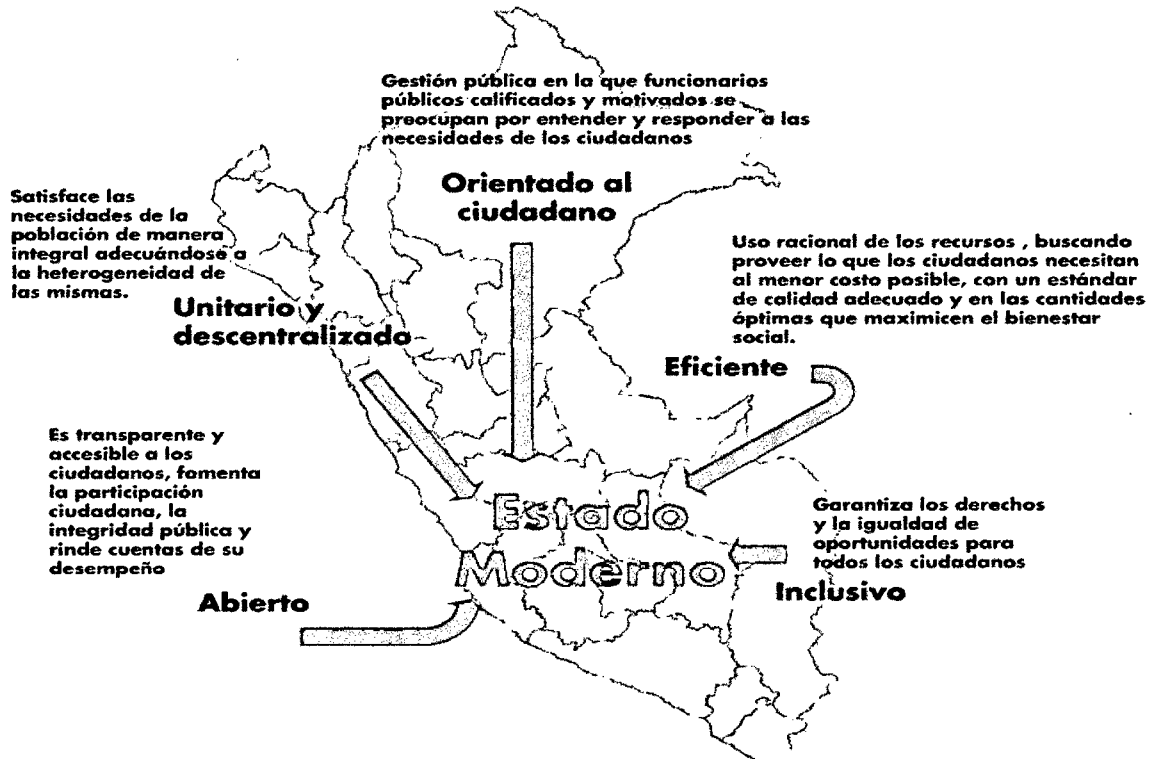 Gestión pública en la que funcionarios
públicos calificados y motivados se
preocupan por entender y responder a las
necesidades de los ciudadanos
Orientado al
ciudadano
Satisface las
necesidades de la
población de manera
integral adecuándose a
la heterogeneidad de
las mismas.
Unitario y
descentralizado
Uso racional de los recursos , buscando
proveer lo que los ciudadanos necesitan
al menor costo posible, con un estándar
de calidad adecuado y en las cantidades
óptimas que maximicen el bienestar
social.
Eficiente
Es transparente y
accesible a los
ciudadanos, fomenta
la participación
ciudadana, la
integridad pública y
rinde cuentas de su
desempeño
Abierto
Estado
Moderno
Garantiza los derechos
y la igualdad de
oportunidades para
todos los ciudadanos
Inclusivo